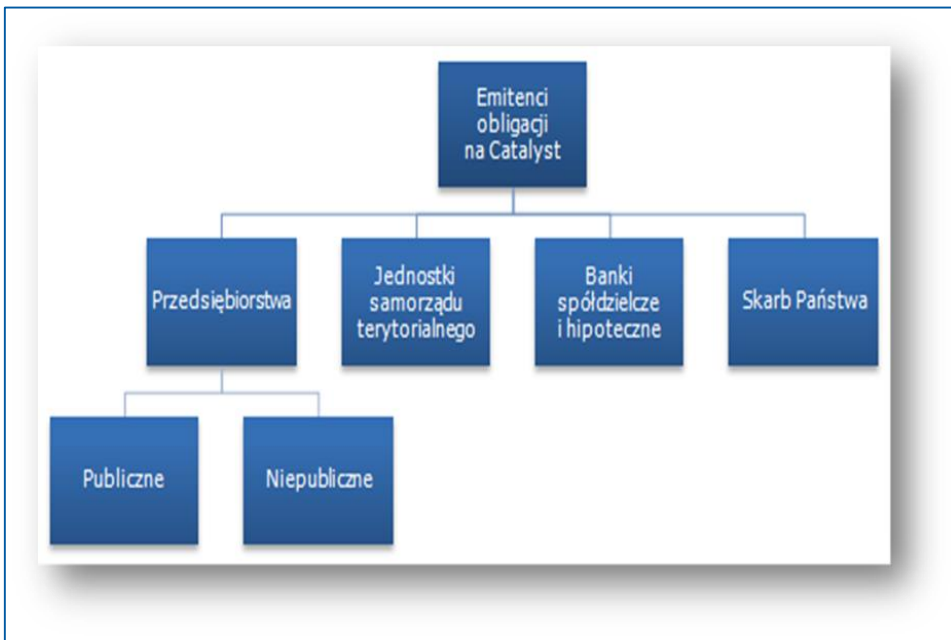 Emitenci
obligacji
na Catalyst
Przedsiębiorstwa
Jednostki
samorządu
terytorialnego
Banki
spółdzielcze
i hipoteczne
Skarb Państwa
Publiczne
Niepubliczne